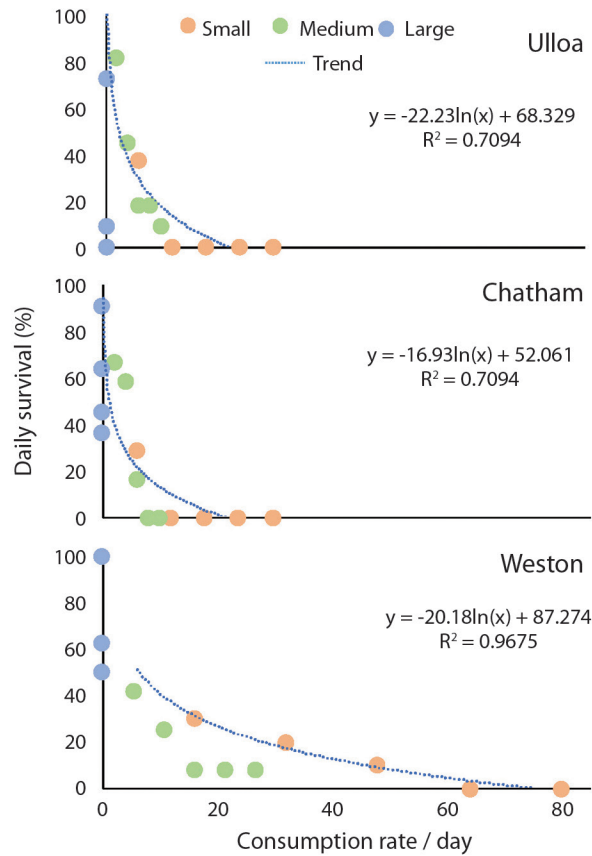 100
Small Medium Large
Trend
Ulloa
80
60
40
20
0
y = -22.23ln(x) + 68.329
R² = 0.7094
100
Chatham
80
60
40
20
0
y = -16.93ln(x) + 52.061
R² = 0.7094
Daily survival (%)
100
Weston
80
60
40
20
0
y = -20.18ln(x) + 87.274
R² = 0.9675
0 20 40 60 80
Consumption rate / day